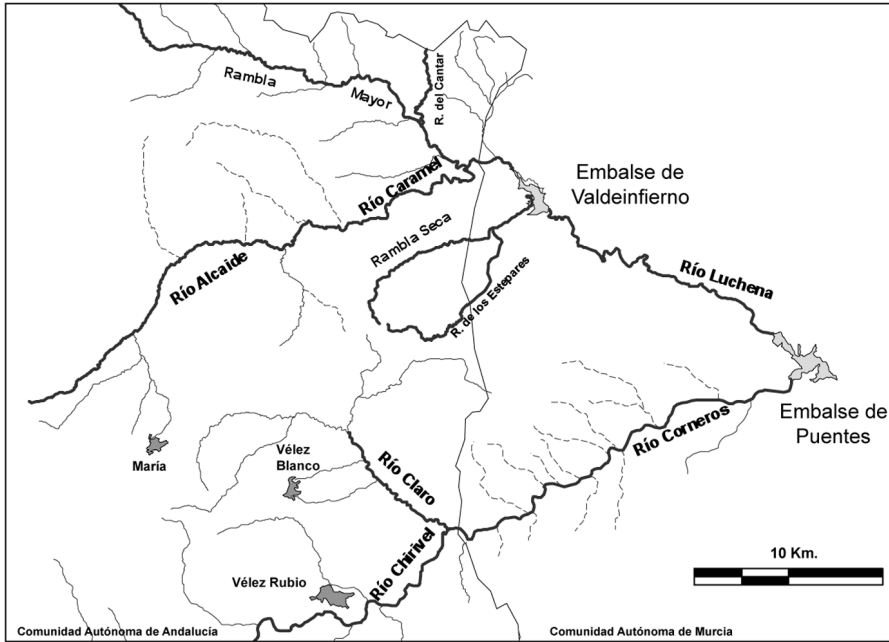 Rambla
Mayor
R. del Cantar
Embalse de
Valdeinfierno
Río Caramel
Rambla Seca
Río Alcaide
R. de los Estepares
Río Luchena
Embalse de
Puentes
Río Corneros
María
Vélez
Blanco
Río Claro
Río Chirivel
Vélez Rubio
10 Km.
Comunidad Autónoma de Andalucía
Comunidad Autónoma de Murcia